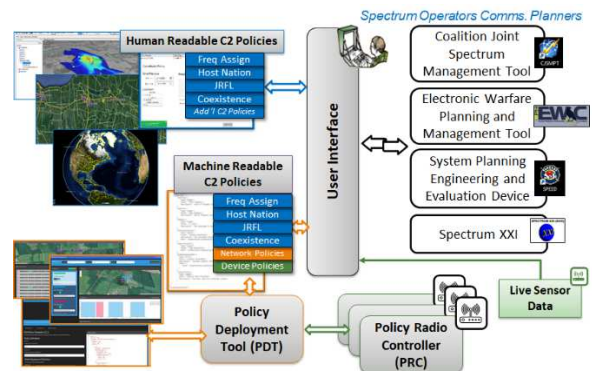 Spectrum Operators Comms. Planners
Human Readable C2 Policies
Freq Assign
Host Nation
JRFL
Coexistence
Add'l C2 Policies
Machine Readable
C2 Policies
Freq Assign
Host Nation
JRFL
Coexistence
Network Policies
Device Policies
User Interface
Coalition Joint
Spectrum
Management Tool
CJSMPT
Electronic Warfare
Planning and
Management Tool
System Planning
Engineering and
Evaluation Device
SPEED
Spectrum XXI
Live Sensor
Data
Policy
Deployment
Tool (PDT)
Policy Radio
Controller
(PRC)